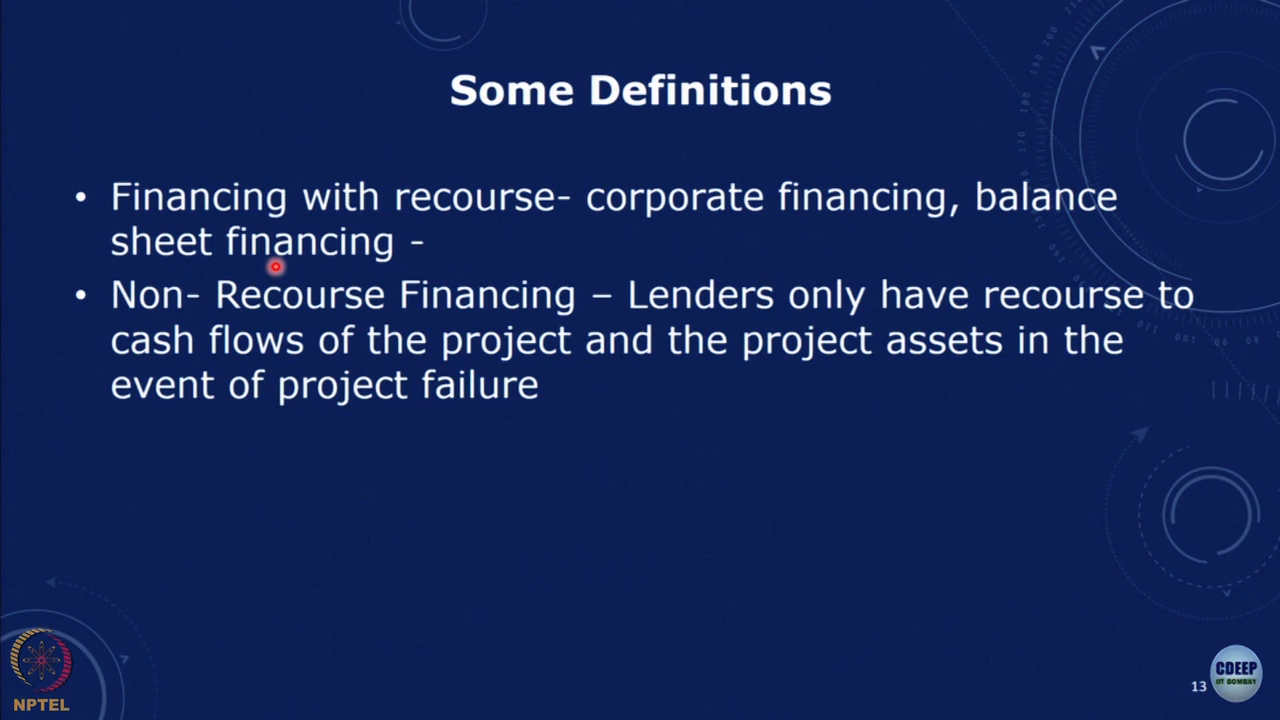 Some Definitions
• Financing with recourse- corporate financing, balance
sheet financing -
• Non- Recourse Financing – Lenders only have recourse to
cash flows of the project and the project assets in the
event of project failure
NPTEL
13
CDEEP
IIT BOMBAY